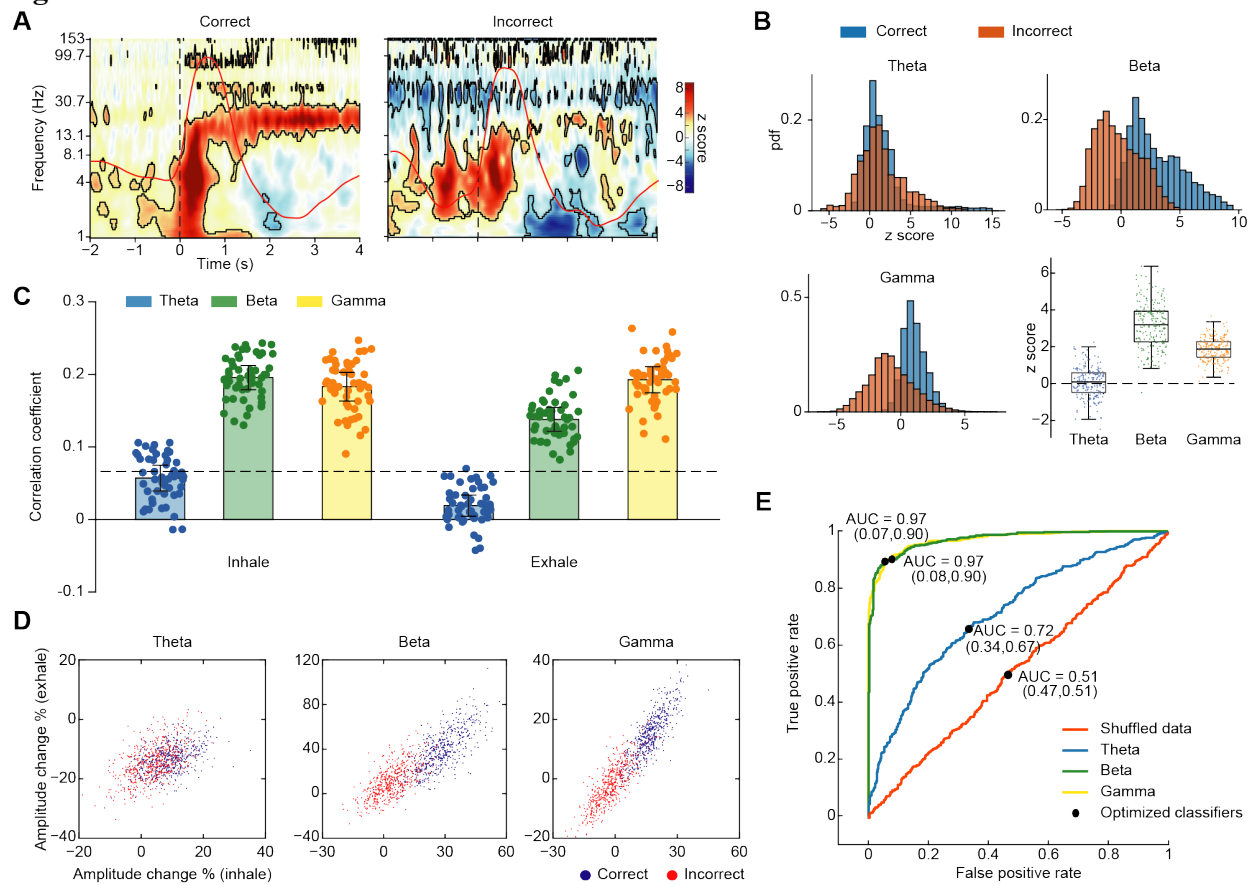 A
Correct
Incorrect
153
99.7
30.7
13.1
8.1
4
1
Frequency (Hz)
−2 −1 0 1 2 3 4
Time (s)
8
4
0
−4
−8
z score
B
Correct
Incorrect
Theta
0.2
0
pdf
−5 0 5 10 15
z score
Beta
0.2
0
−5 0 5 10
Gamma
0.5
0
−5 0 5
6
4
2
0
−2
z score
Theta Beta Gamma
C
Theta Beta Gamma
0.3
0.2
0.1
0
-0.1
Correlation coefficient
Inhale
Exhale
D
Theta
20
0
−20
−40
Amplitude change % (exhale)
−20 0 20 40
Amplitude change % (inhale)
Beta
120
80
40
0
−40
−30 0 30 60
Gamma
40
20
0
−20
−30 0 30 60
Correct Incorrect
E
AUC = 0.97
(0.07,0.90)
AUC = 0.97
(0.08,0.90)
AUC = 0.72
(0.34,0.67)
AUC = 0.51
(0.47,0.51)
1
0.8
0.6
0.4
0.2
0
True positive rate
Shuffled data
Theta
Beta
Gamma
Optimized classifiers
0 0.2 0.4 0.6 0.8 1
False positive rate